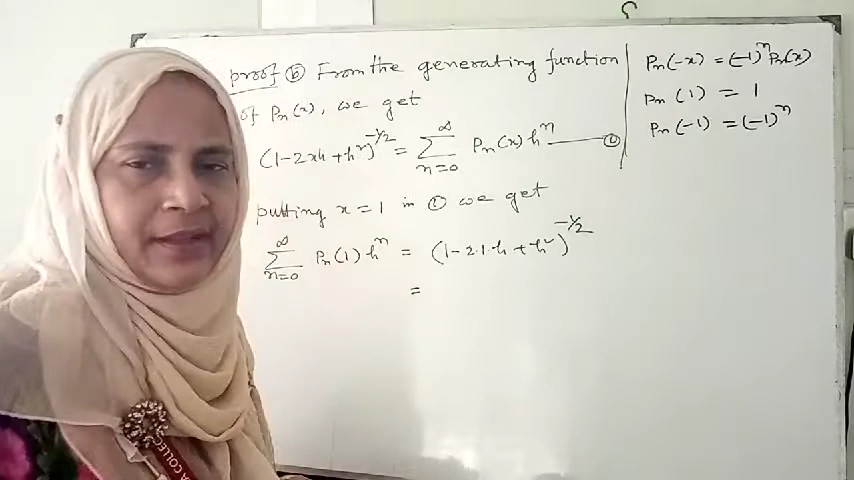 proof ⓑ From the generating function
of Pn(x), we get
(1-2xh+h²)^-1/2 = ∑_{n=0}^{∞} Pn(x) hⁿ — ①
putting x=1 in ① we get
∑_{n=0}^{∞} Pn(1) hⁿ = (1-2.1.h+h²)^-1/2
=
Pn(-x) = (-1)ⁿ Pn(x)
Pn(1) = 1
Pn(-1) = (-1)ⁿ